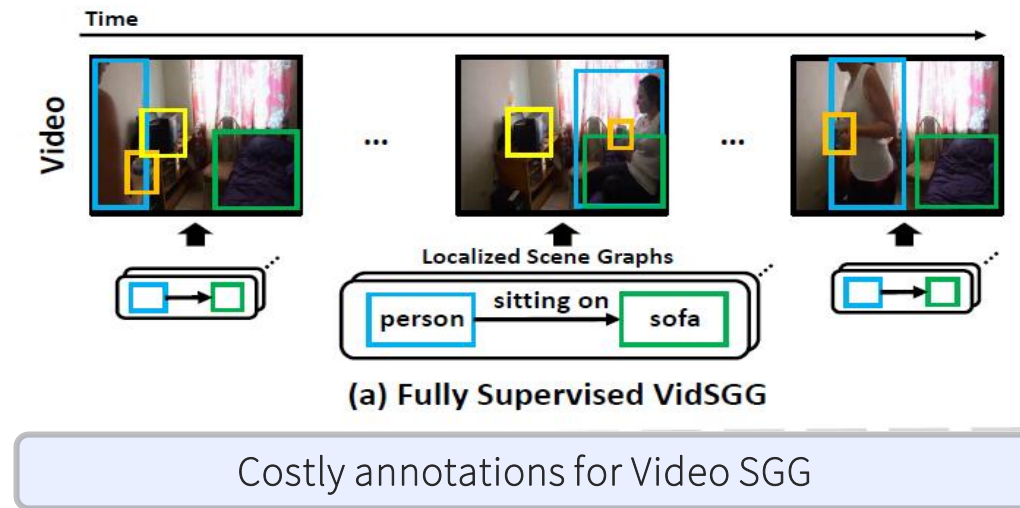 Time
Video
... ...
Localized Scene Graphs
person sitting on sofa
(a) Fully Supervised VidSGG
Costly annotations for Video SGG